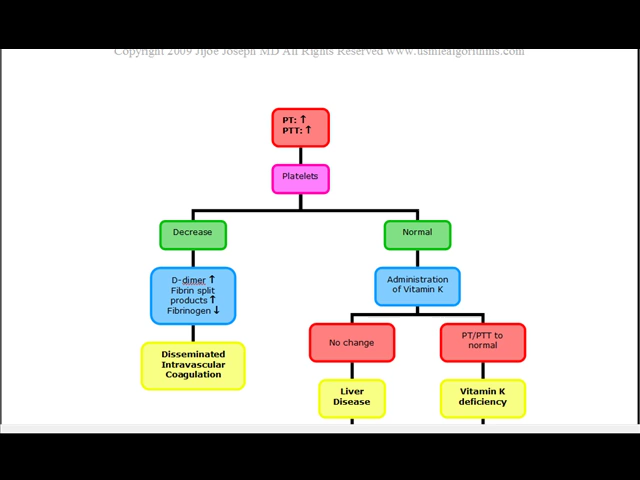 Copyright 2009 Jijoe Joseph MD All Rights Reserved www.usmlealgorithms.com
PT: ↑
PTT: ↑
Platelets
Decrease
Normal
D-dimer ↑
Fibrin split
products ↑
Fibrinogen ↓
Administration
of Vitamin K
No change
PT/PTT to
normal
Disseminated
Intravascular
Coagulation
Liver
Disease
Vitamin K
deficiency